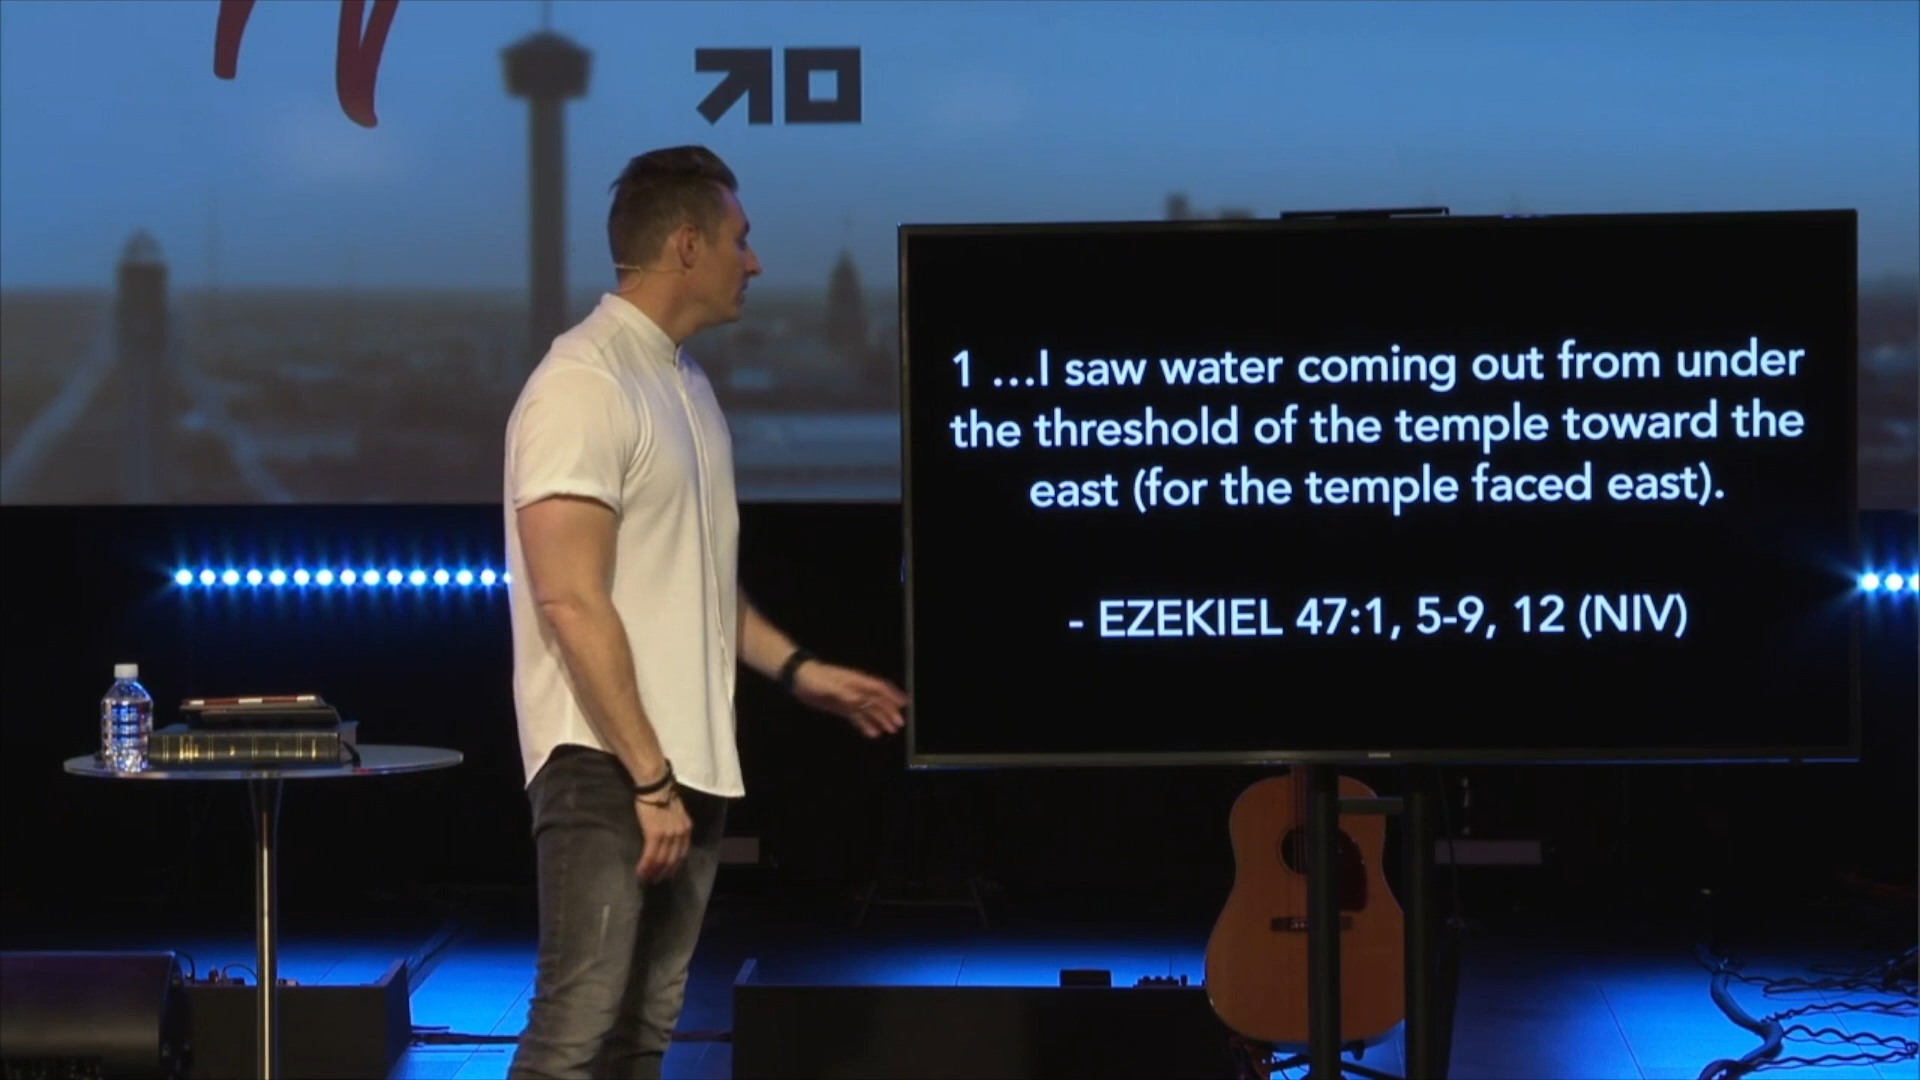 1 ...I saw water coming out from under
the threshold of the temple toward the
east (for the temple faced east).
- EZEKIEL 47:1, 5-9, 12 (NIV)